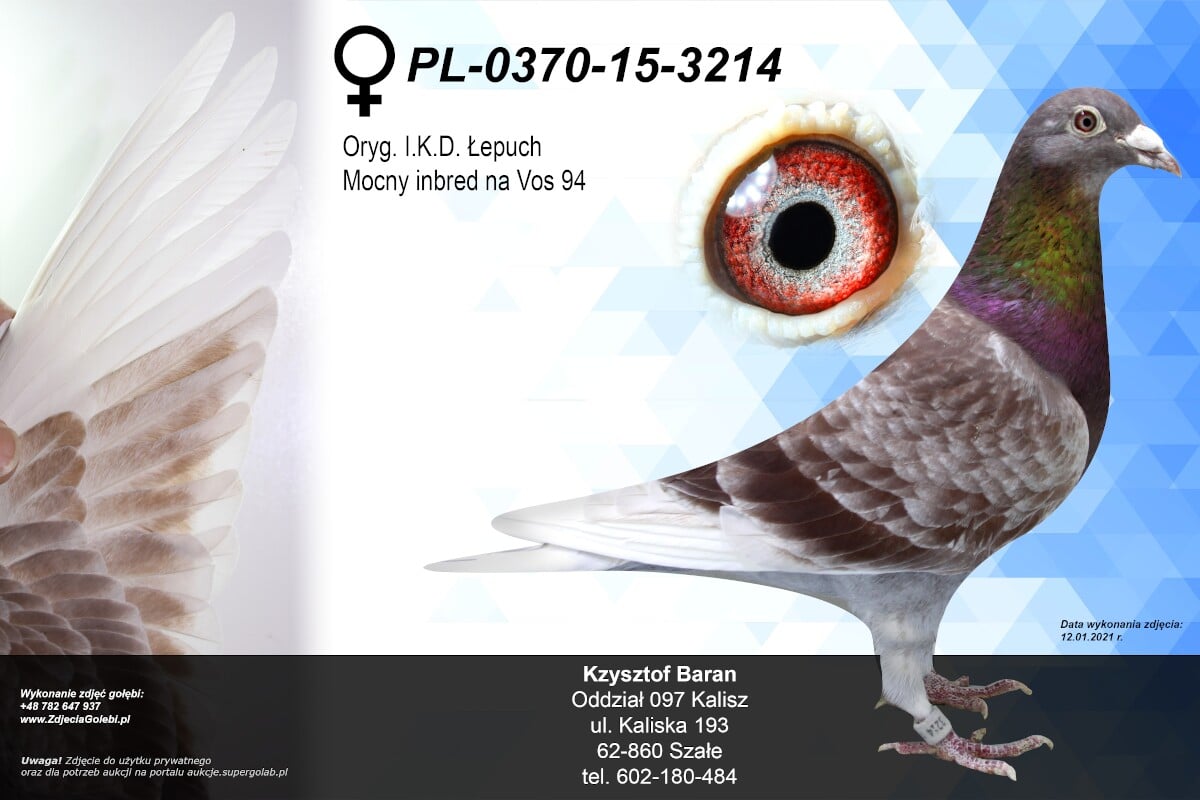 PL-0370-15-3214
Oryg. I.K.D. Łepuch
Mocny inbred na Vos 94
Data wykonania zdjęcia:
12.01.2021 r.
Krzysztof Baran
Oddział 097 Kalisz
ul. Kaliska 193
62-860 Szałe
tel. 602-180-484
Wykonanie zdjęć gołębi:
+48 782 647 937
www.ZdjeciaGolebi.pl
Uwaga! Zdjęcie do użytku prywatnego
oraz dla potrzeb aukcji na portalu aukcje.supergolab.pl
3214